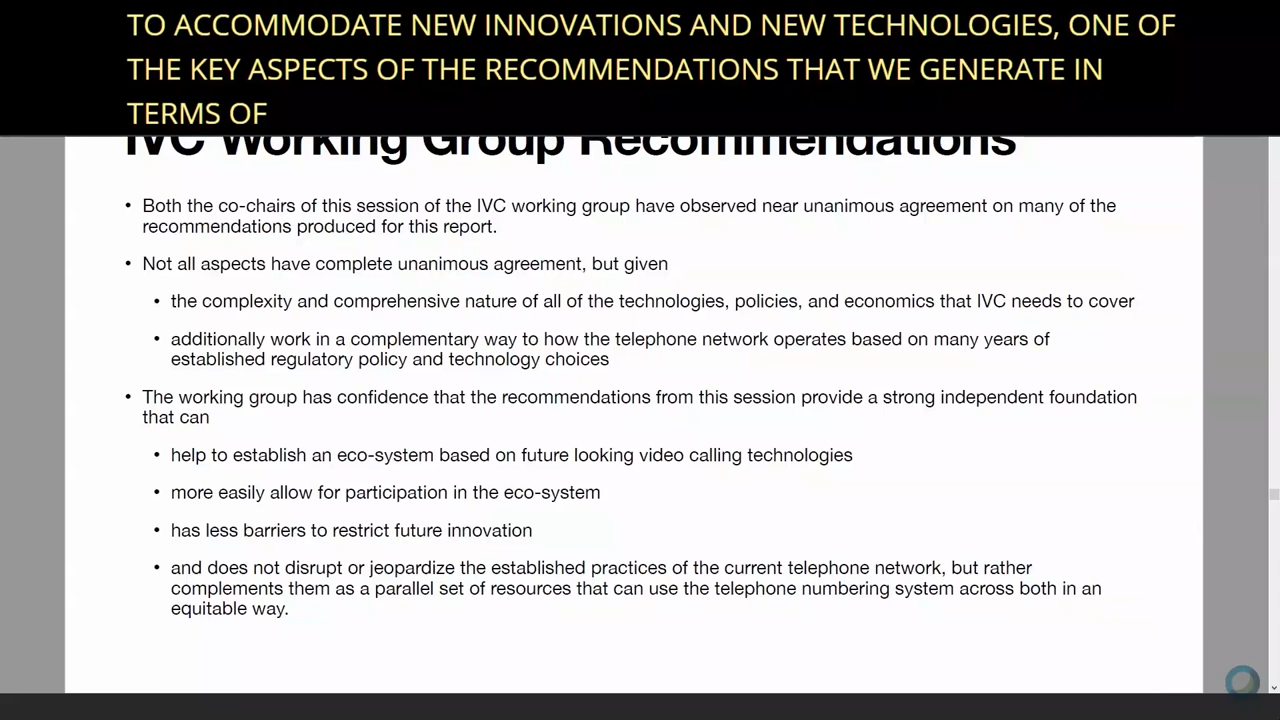 TO ACCOMMODATE NEW INNOVATIONS AND NEW TECHNOLOGIES, ONE OF
THE KEY ASPECTS OF THE RECOMMENDATIONS THAT WE GENERATE IN
TERMS OF
IVC Working Group Recommendations
• Both the co-chairs of this session of the IVC working group have observed near unanimous agreement on many of the
recommendations produced for this report.
• Not all aspects have complete unanimous agreement, but given
• the complexity and comprehensive nature of all of the technologies, policies, and economics that IVC needs to cover
• additionally work in a complementary way to how the telephone network operates based on many years of
established regulatory policy and technology choices
• The working group has confidence that the recommendations from this session provide a strong independent foundation
that can
• help to establish an eco-system based on future looking video calling technologies
• more easily allow for participation in the eco-system
• has less barriers to restrict future innovation
• and does not disrupt or jeopardize the established practices of the current telephone network, but rather
complements them as a parallel set of resources that can use the telephone numbering system across both in an
equitable way.